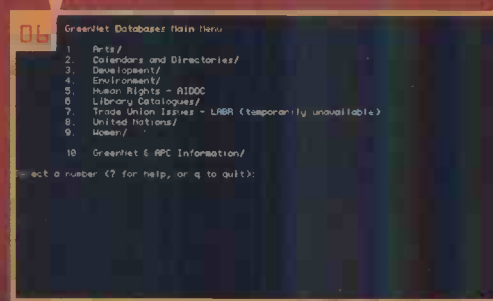 06
GreenNet Databases Main Menu
1 Arts/
2. Calendars and Directories/
3. Development/
4. Environment/
5. Human Rights - AIDOC
6 Library Catalogues/
7. Trade Union Issues - LABR (temporarily unavailable)
8. United Nations/
9. Women/
10 GreenNet & APC Information/
ect a number (? for help, or q to quit):